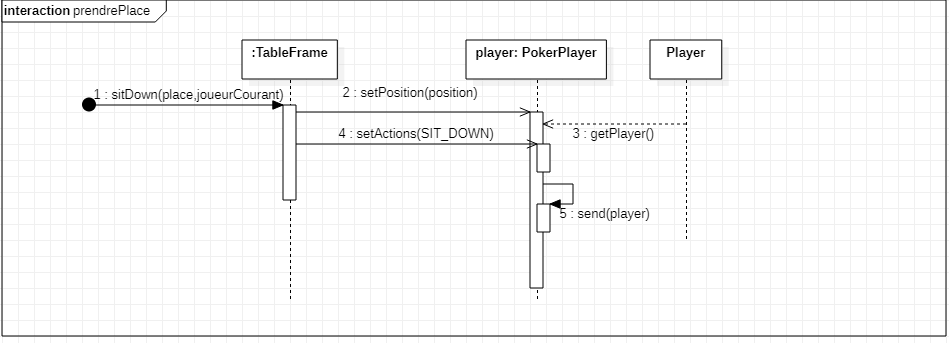 interaction prendrePlace
:TableFrame
player: PokerPlayer
Player
1 : sitDown(place,joueurCourant)
2 : setPosition(position)
3 : getPlayer()
4 : setActions(SIT_DOWN)
5 : send(player)